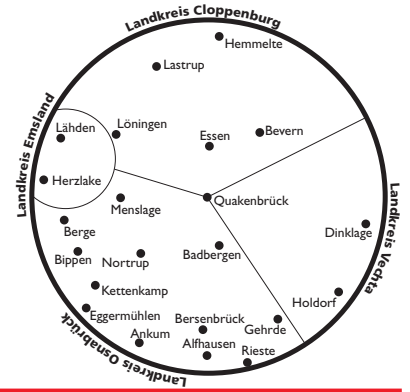 Landkreis Cloppenburg
Hemmelte
Lastrup
Landkreis Emsland
Lähden
Löningen
Essen
Bevern
Herzlake
Menslage
Quakenbrück
Landkreis Vechta
Berge
Dinklage
Bippen
Nortrup
Badbergen
Kettenkamp
Holdorf
Eggermühlen
Bersenbrück
Gehrde
Ankum
Alfhausen
Rieste
Landkreis Osnabrück